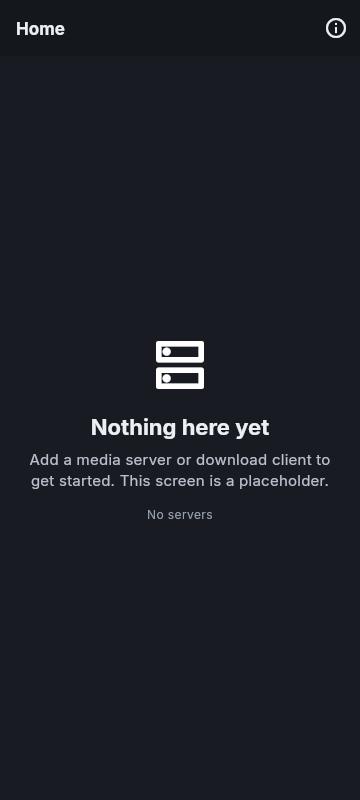 Home
Nothing here yet
Add a media server or download client to
get started. This screen is a placeholder.
No servers